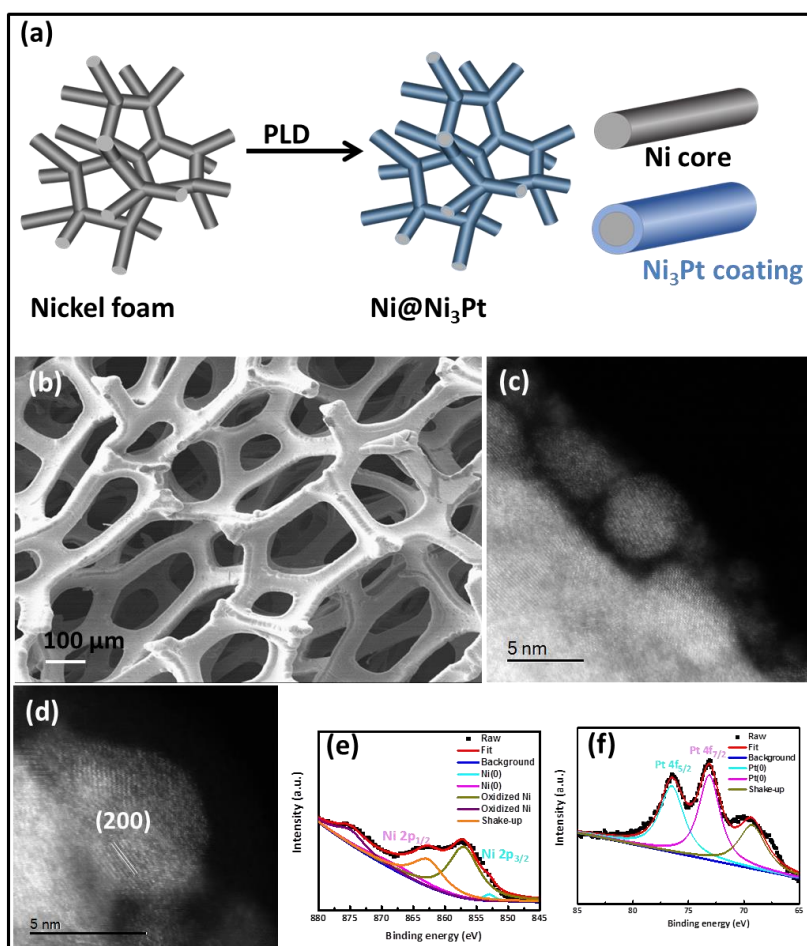 (a)
PLD
Ni core
Ni₃Pt coating
Nickel foam
Ni@Ni₃Pt
(b)
100 µm
(c)
5 nm
(d)
(200)
5 nm
(e)
Raw
Fit
Background
Ni(0)
Ni(0)
Oxidized Ni
Oxidized Ni
Shake-up
Ni 2p₁/₂
Ni 2p₃/₂
Intensity (a.u.)
880 875 865 860 855 850 845
Binding energy (eV)
(f)
Raw
Fit
Background
Pt(0)
Pt(0)
Shake-up
Pt 4f₇/₂
Pt 4f₅/₂
Intensity (a.u.)
85 80 75 70 65
Binding energy (eV)